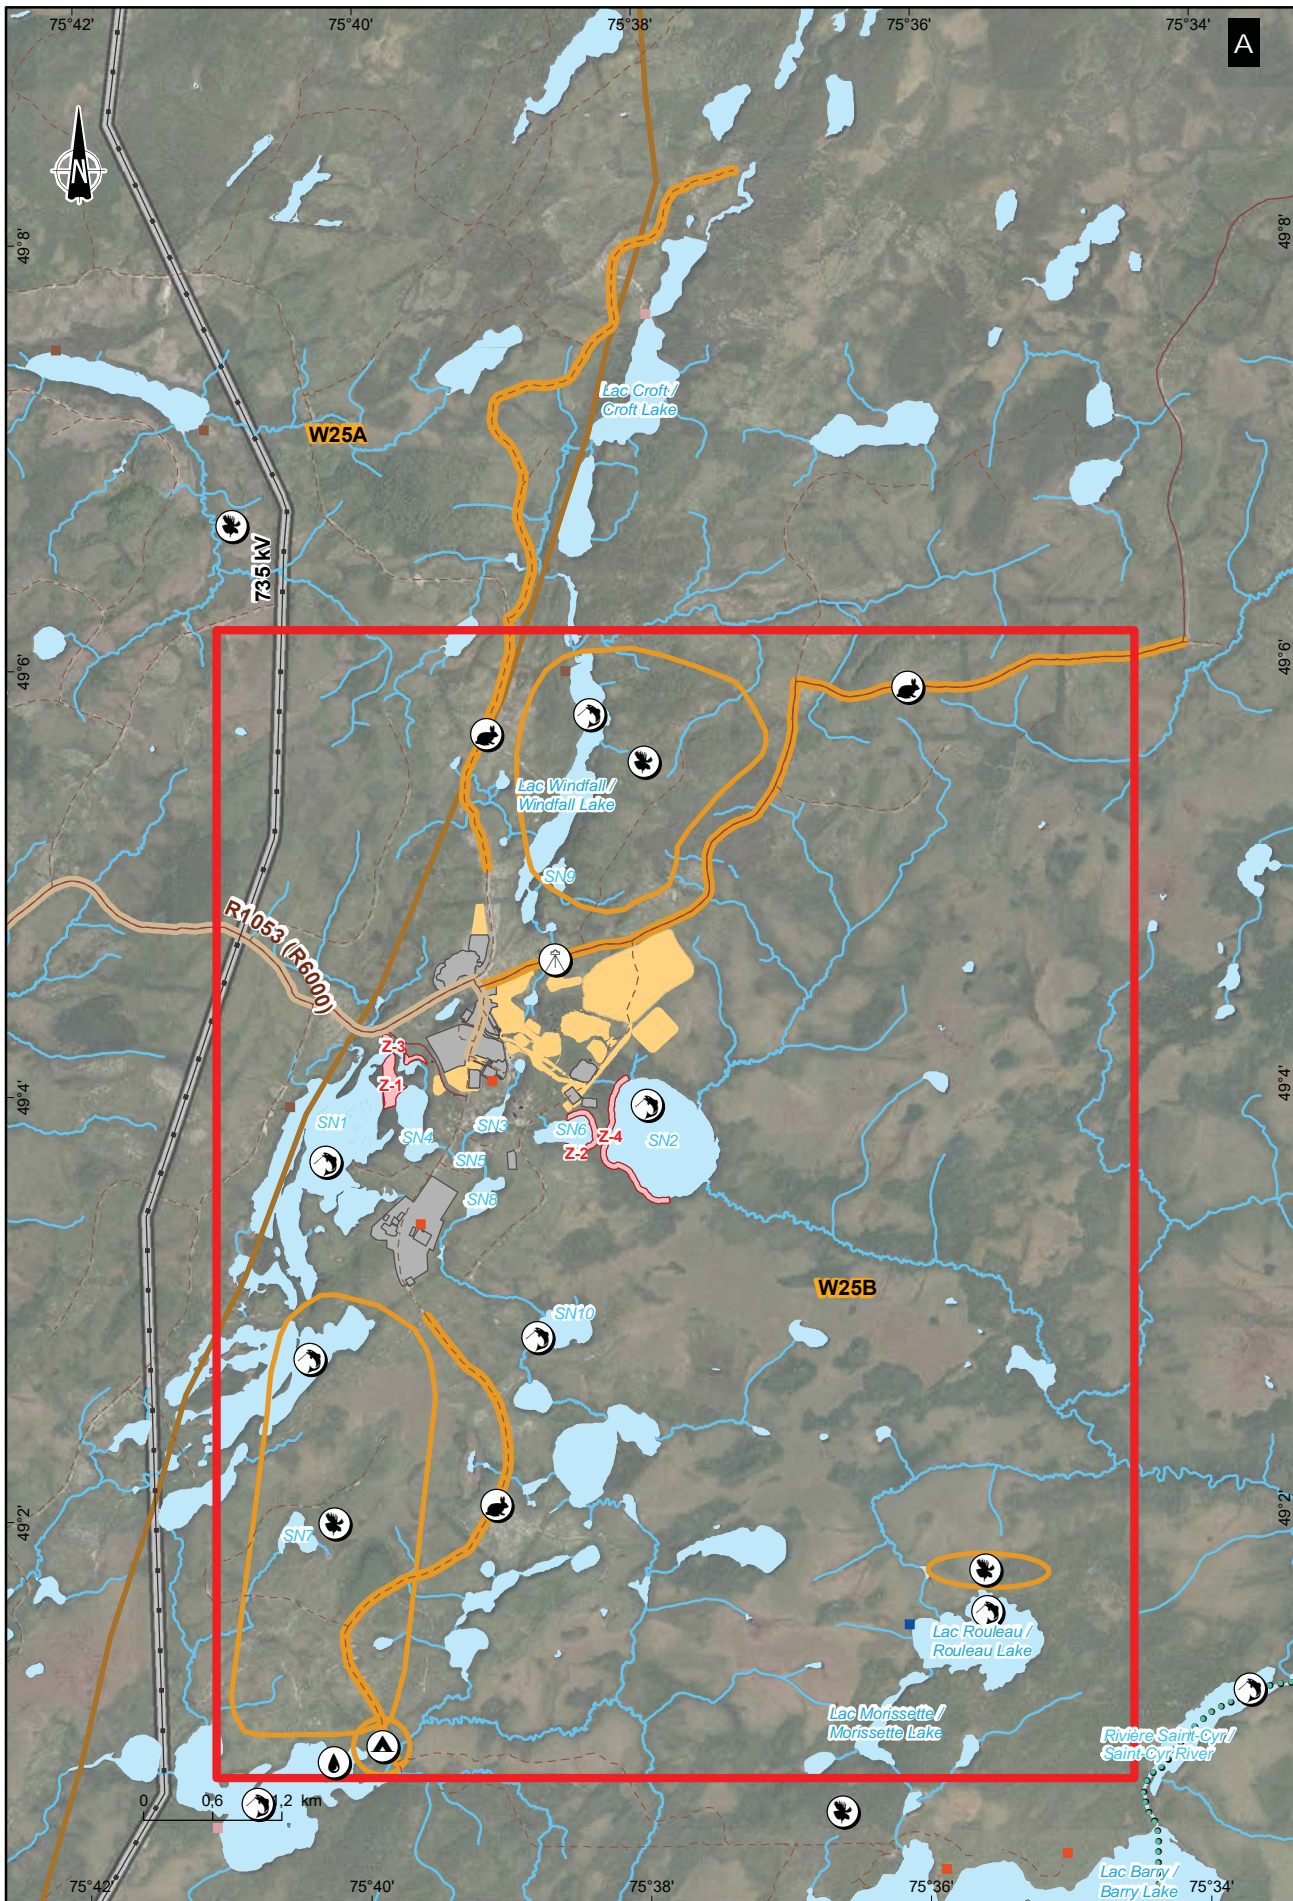 75°42'
75°40'
75°38'
75°36'
75°34'
A
N
49°8'
49°8'
Lac Croft /
Croft Lake
W25A
735 kV
49°6'
49°6'
Lac Windfall /
Windfall Lake
SN9
R1053 (R6000)
Z-3
Z-1
49°4'
49°4'
SN1
SN4
SN3
SN6
Z-4
SN2
Z-2
SN5
SN8
W25B
SN10
49°2'
49°2'
SN7
Lac Rouleau /
Rouleau Lake
Lac Morissette /
Morissette Lake
Rivière Saint-Cyr /
Saint-Cyr River
0 0,6 1,2 km
Lac Barry /
Barry Lake
75°42'
75°40'
75°38'
75°36'
75°34'